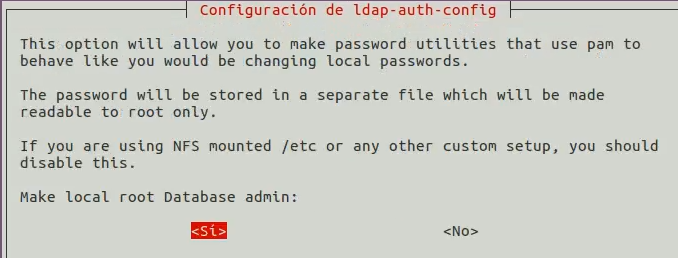 Configuración de ldap-auth-config
This option will allow you to make password utilities that use pam to
behave like you would be changing local passwords.
The password will be stored in a separate file which will be made
readable to root only.
If you are using NFS mounted /etc or any other custom setup, you should
disable this.
Make local root Database admin:
<Sí> <No>